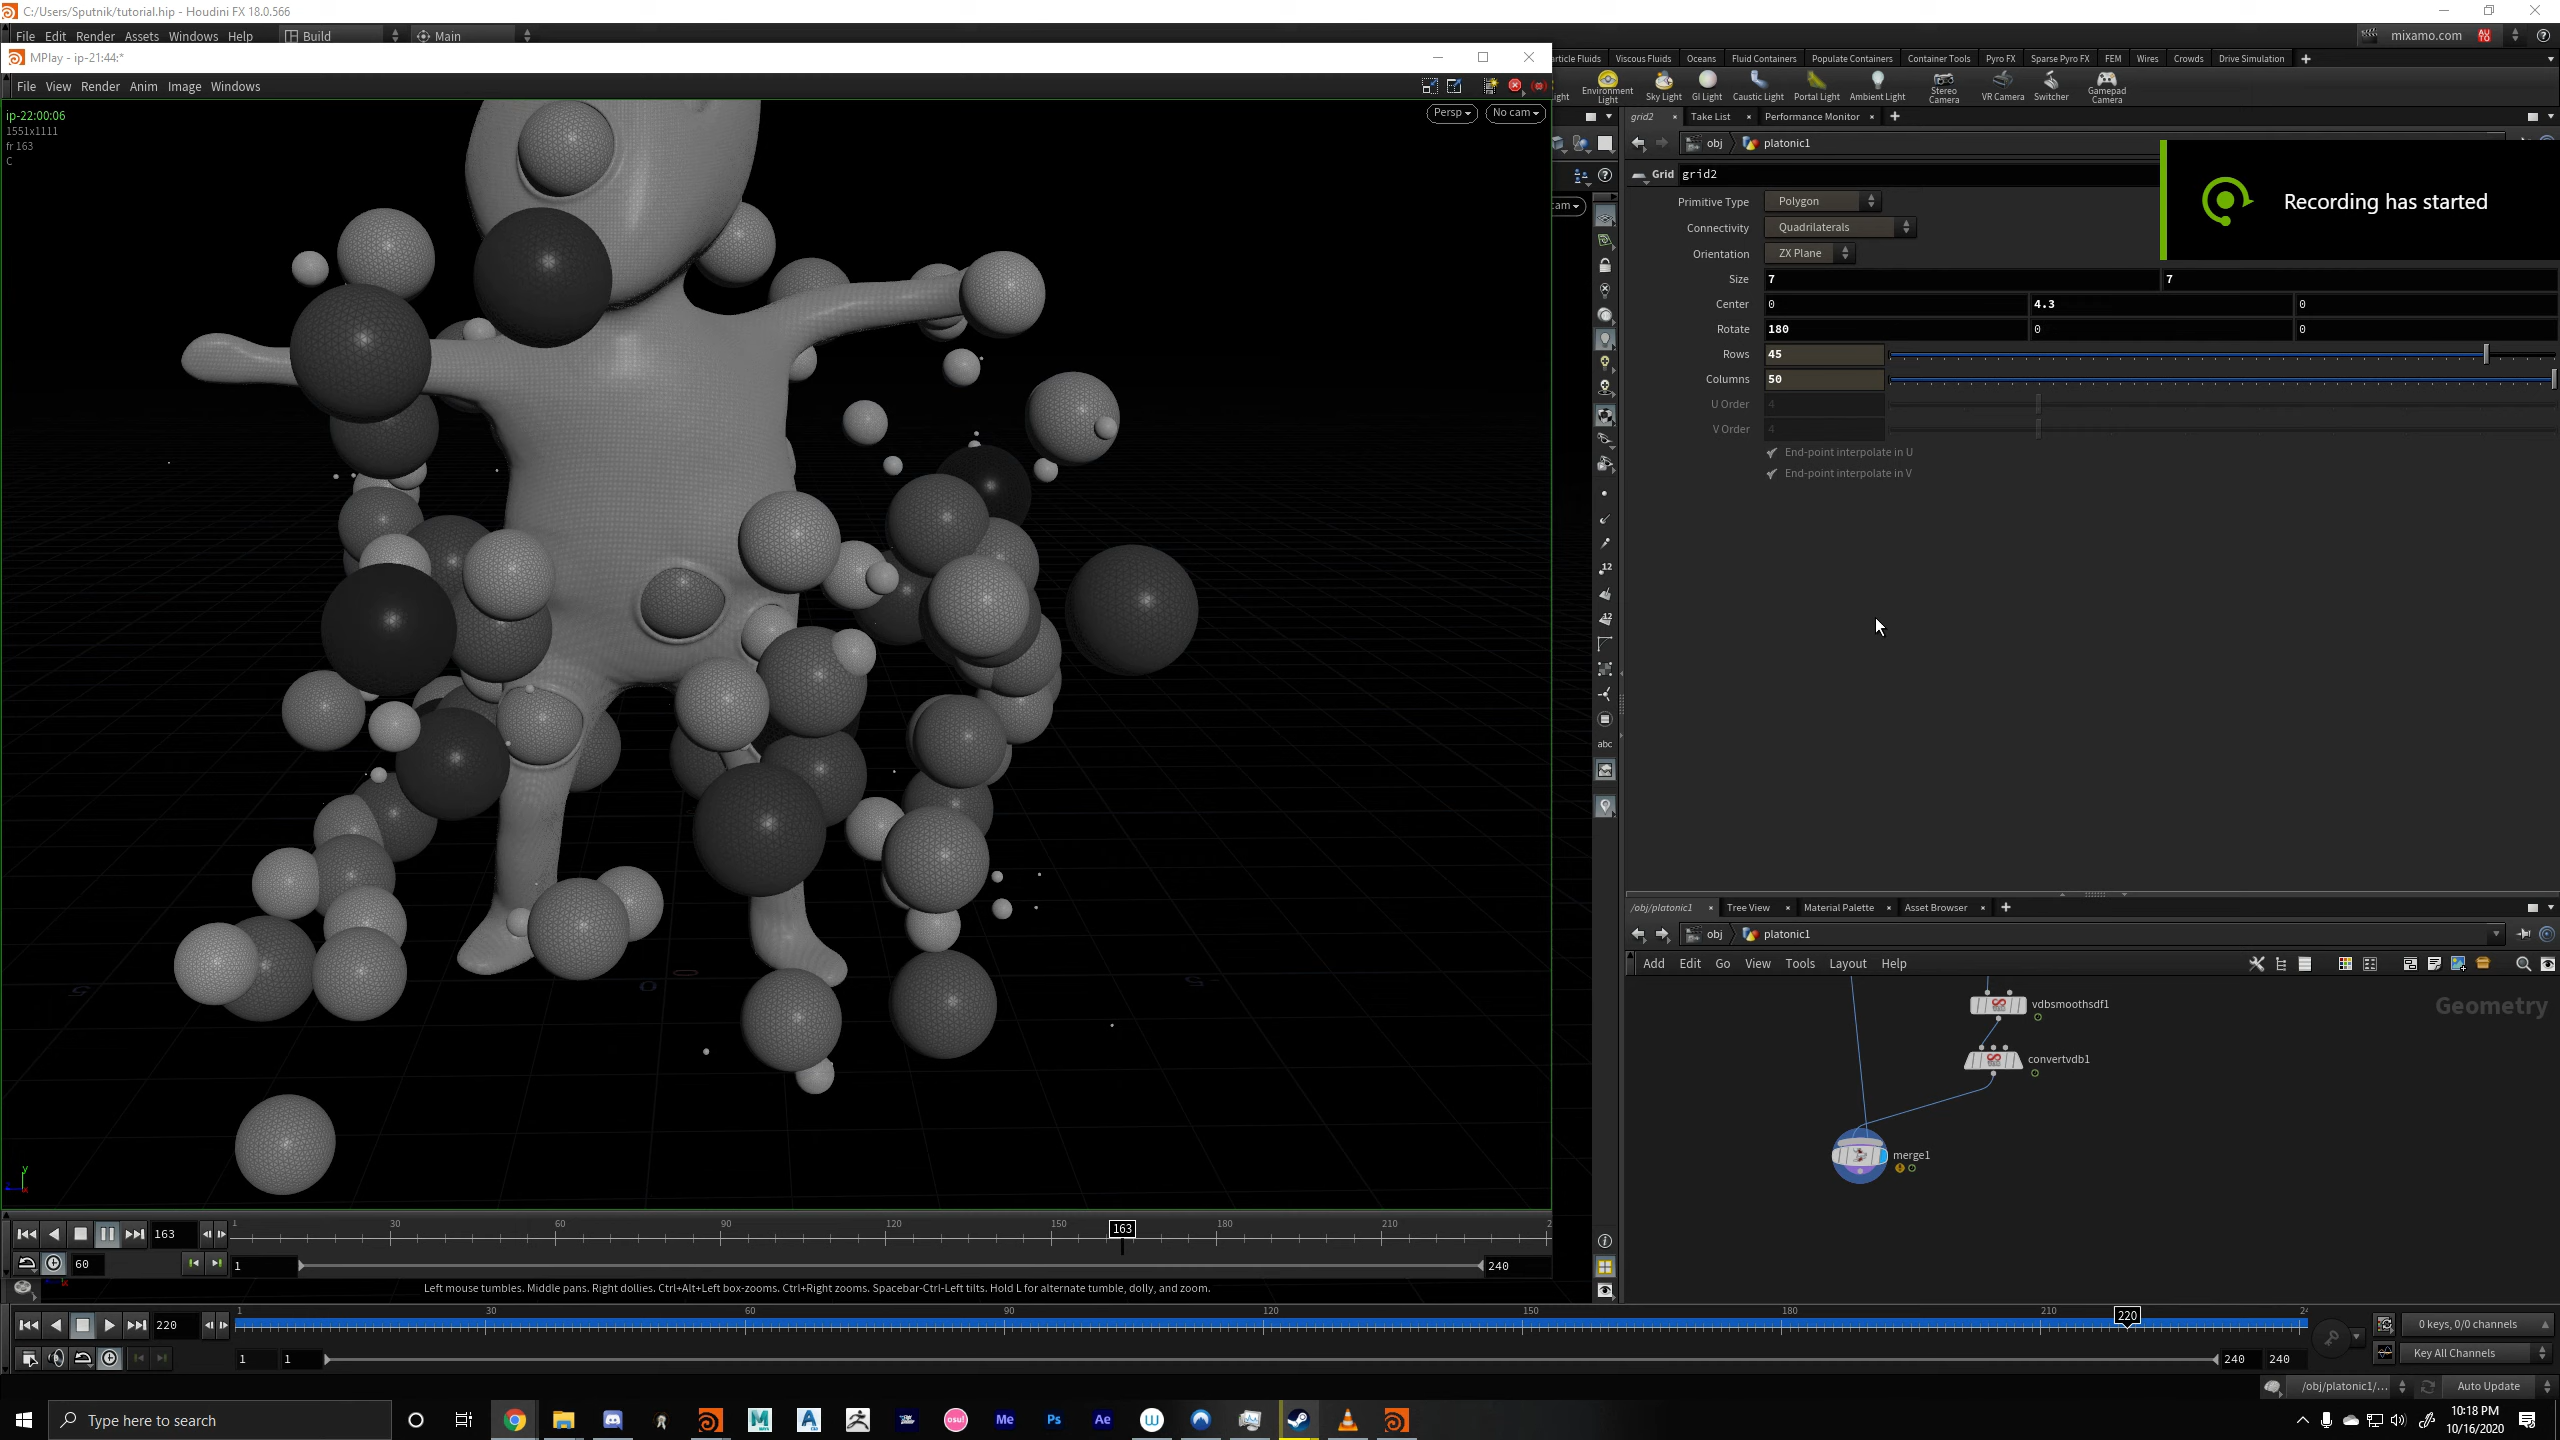 C:/Users/Sputnik/tutorial.hip - Houdini FX 18.0.566
File Edit Render Assets Windows Help Build Main mixamo.com
MPlay - ip-21:44:*
File View Render Anim Image Windows
ip-22:00:06
1551x1111
fr 163
C
Persp No cam
Fluids Viscous Fluids Oceans Fluid Containers Populate Containers Container Tools Pyro FX Sparse Pyro FX FEM Wires Crowds Drive Simulation
Environment Light Sky Light GI Light Caustic Light Portal Light Ambient Light Stereo Camera VR Camera Switcher Gamepad Camera
grid2 Take List Performance Monitor
obj platonic1
Grid grid2
Recording has started
Primitive Type Polygon
Connectivity Quadrilaterals
Orientation ZX Plane
Size 7 7
Center 0 4.3 0
Rotate 180 0 0
Rows 45
Columns 50
U Order 4
V Order 4
End-point interpolate in U
End-point interpolate in V
12
12
abc
/obj/platonic1 Tree View Material Palette Asset Browser
obj platonic1
Add Edit Go View Tools Layout Help
Geometry
vdbsmoothsdf1
convertvdb1
merge1
163 1 30 60 90 120 150 163 180 210
60 1 240
Left mouse tumbles. Middle pans. Right dollies. Ctrl+Alt+Left box-zooms. Ctrl+Right zooms. Spacebar-Ctrl-Left tilts. Hold L for alternate tumble, dolly, and zoom.
220 1 30 60 90 120 150 180 210 220
0 keys, 0/0 channels
1 1 240 240
Key All Channels
/obj/platonic1/... Auto Update
Type here to search
osu! Me Ps Ae
10:18 PM
10/16/2020